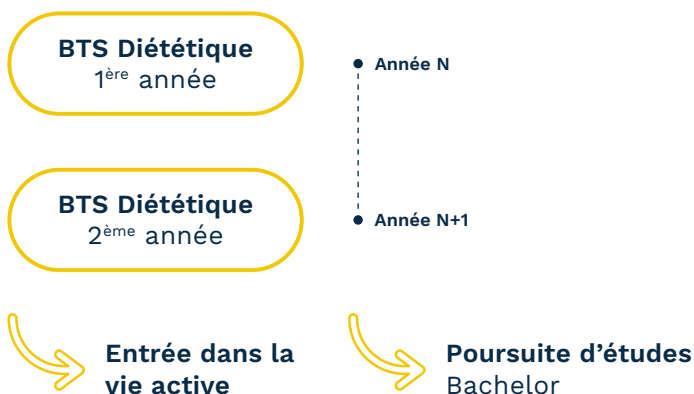 BTS Diététique
1ère année
Année N
BTS Diététique
2ème année
Année N+1
Entrée dans la
vie active
Poursuite d’études
Bachelor